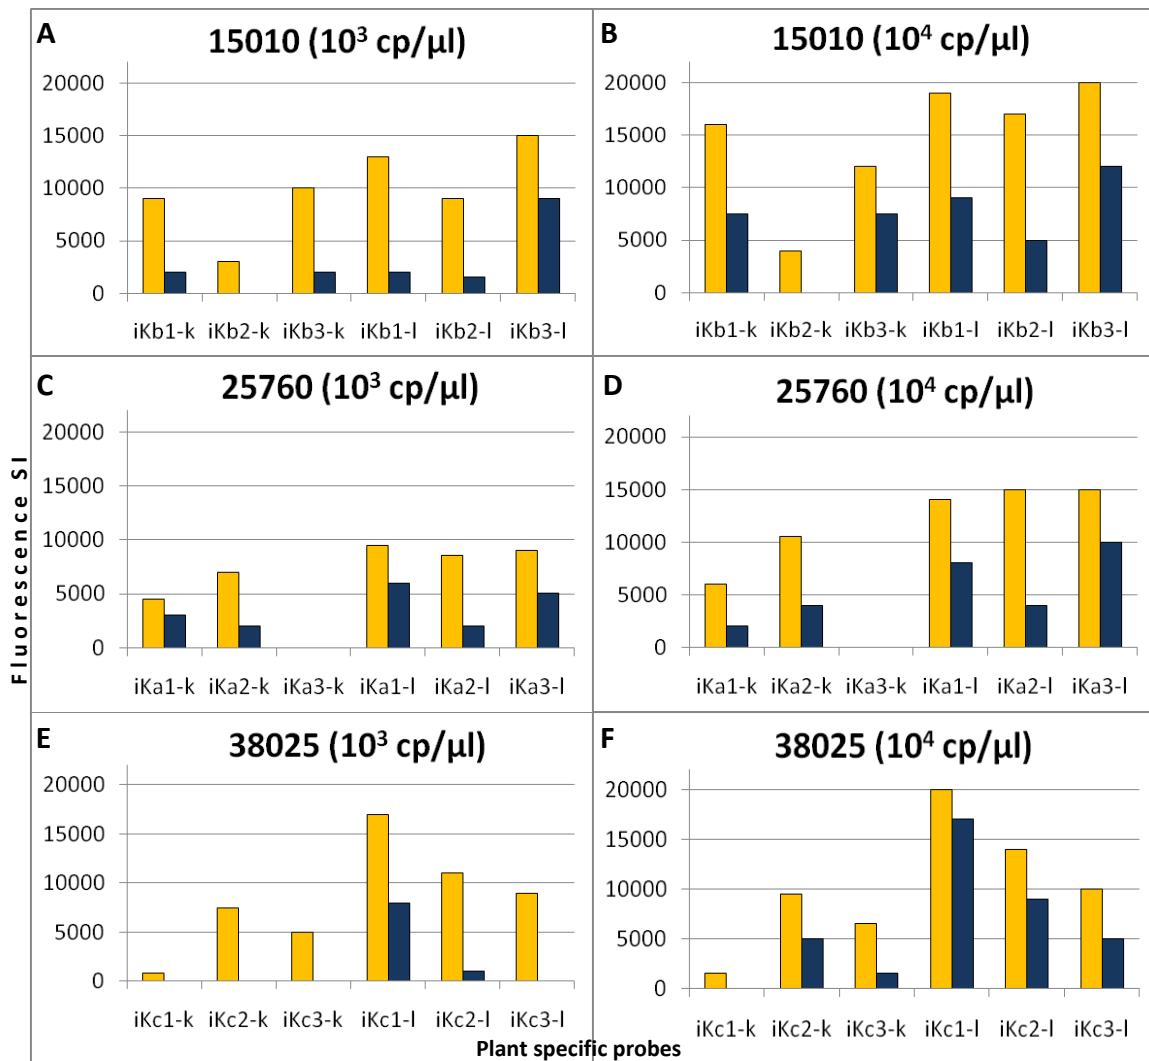 A
15010 (10³ cp/µl)
20000
15000
10000
5000
0
iKb1-k iKb2-k iKb3-k iKb1-l iKb2-l iKb3-l
B
15010 (10⁴ cp/µl)
20000
15000
10000
5000
0
iKb1-k iKb2-k iKb3-k iKb1-l iKb2-l iKb3-l
C
25760 (10³ cp/µl)
20000
15000
10000
5000
0
iKa1-k iKa2-k iKa3-k iKa1-l iKa2-l iKa3-l
D
25760 (10⁴ cp/µl)
20000
15000
10000
5000
0
iKa1-k iKa2-k iKa3-k iKa1-l iKa2-l iKa3-l
E
38025 (10³ cp/µl)
20000
15000
10000
5000
0
iKc1-k iKc2-k iKc3-k iKc1-l iKc2-l iKc3-l
F
38025 (10⁴ cp/µl)
20000
15000
10000
5000
0
iKc1-k iKc2-k iKc3-k iKc1-l iKc2-l iKc3-l
Fluorescence SI
Plant specific probes